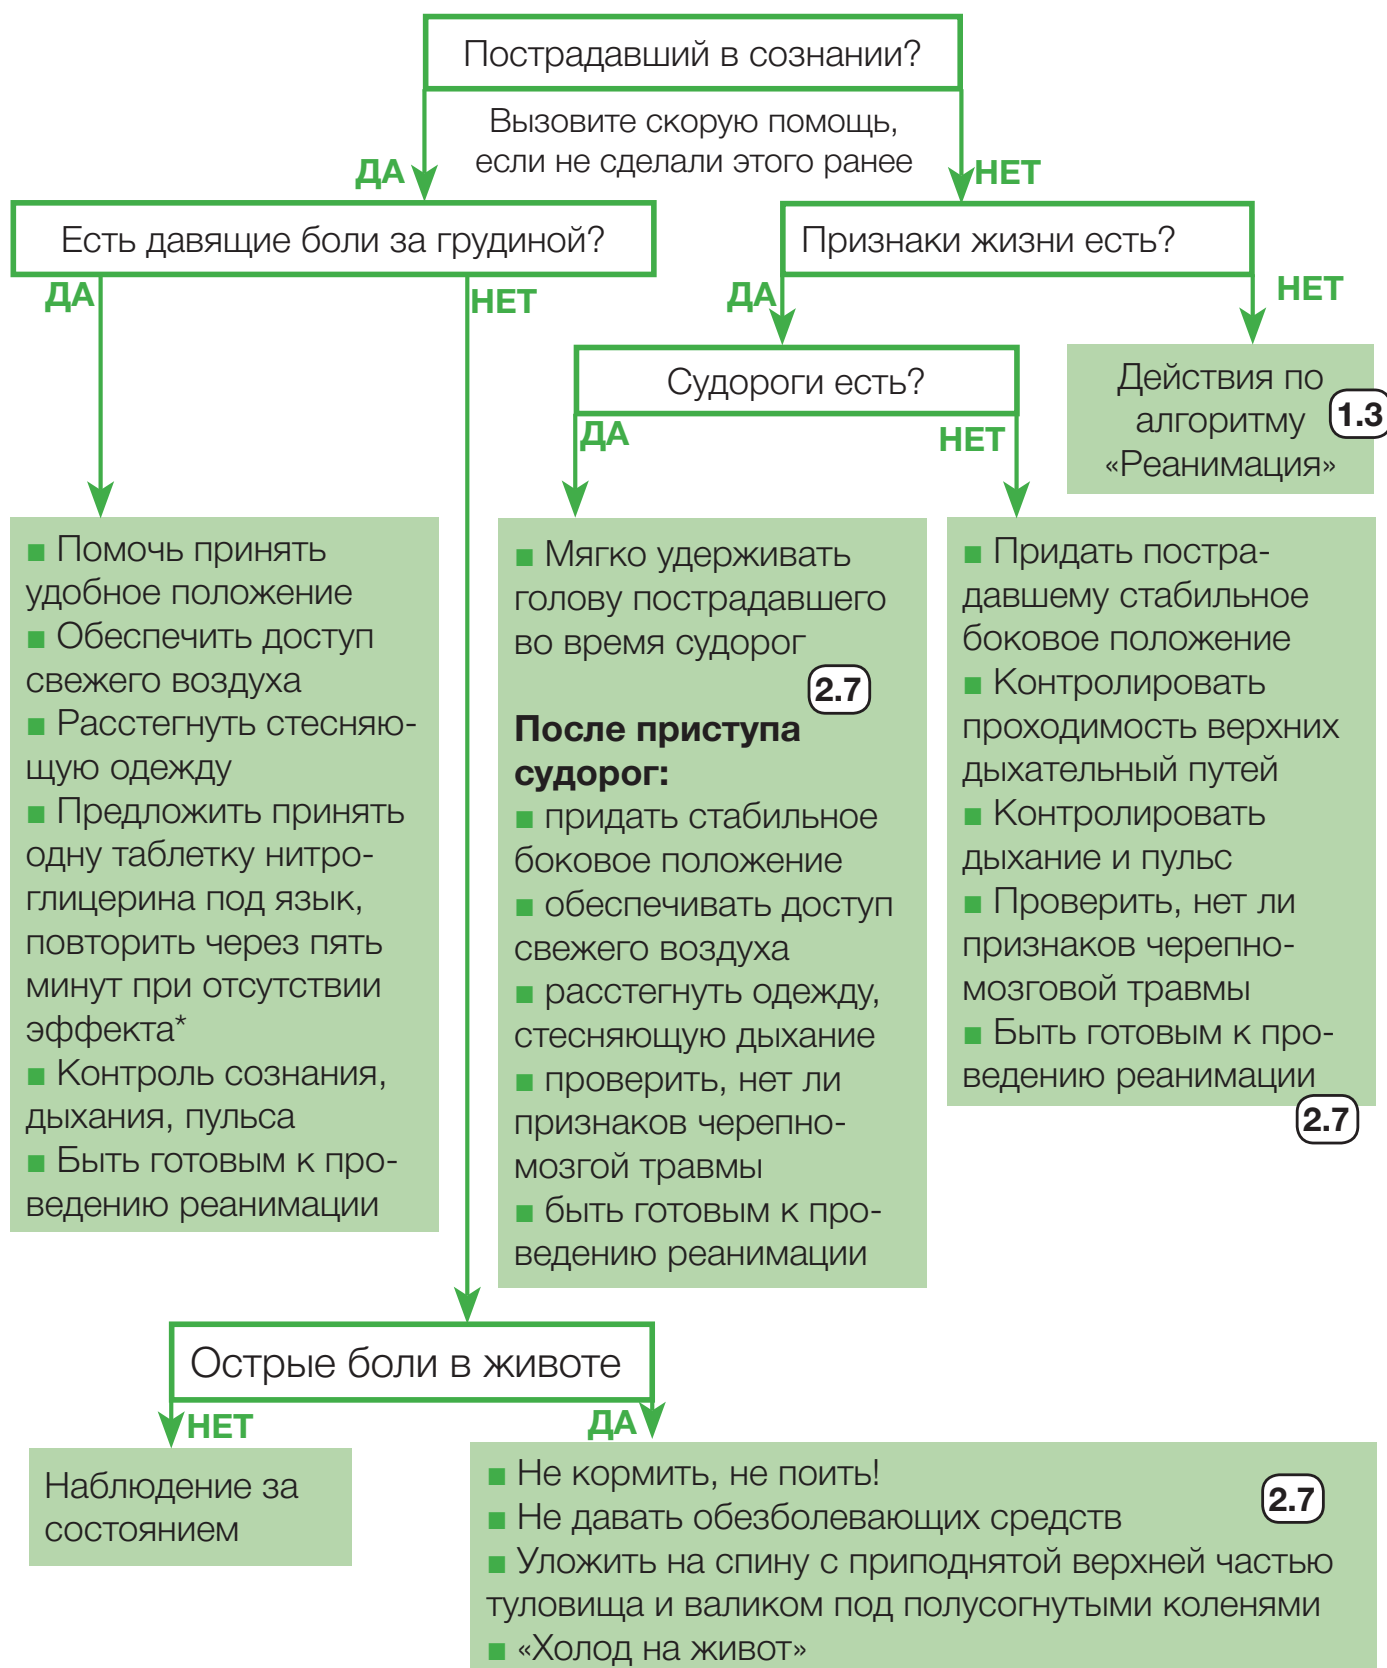 Пострадавший в сознании?
Вызовите скорую помощь,
если не сделали этого ранее
ДА
НЕТ
Есть давящие боли за грудиной?
Признаки жизни есть?
ДА
НЕТ
ДА
НЕТ
Судороги есть?
ДА
НЕТ
Действия по
алгоритму
«Реанимация»
1.3
■ Помочь принять
удобное положение
■ Обеспечить доступ
свежего воздуха
■ Расстегнуть стесняю-
щую одежду
■ Предложить принять
одну таблетку нитро-
глицерина под язык,
повторить через пять
минут при отсутствии
эффекта*
■ Контроль сознания,
дыхания, пульса
■ Быть готовым к про-
ведению реанимации
■ Мягко удерживать
голову пострадавшего
во время судорог
2.7
После приступа
судорог:
■ придать стабильное
боковое положение
■ обеспечивать доступ
свежего воздуха
■ расстегнуть одежду,
стесняющую дыхание
■ проверить, нет ли
признаков черепно-
мозгой травмы
■ быть готовым к про-
ведению реанимации
■ Придать постра-
давшему стабильное
боковое положение
■ Контролировать
проходимость верхних
дыхательный путей
■ Контролировать
дыхание и пульс
■ Проверить, нет ли
признаков черепно-
мозговой травмы
■ Быть готовым к про-
ведению реанимации
2.7
Острые боли в животе
НЕТ
ДА
Наблюдение за
состоянием
■ Не кормить, не поить!
■ Не давать обезболевающих средств
■ Уложить на спину с приподнятой верхней частью
туловища и валиком под полусогнутыми коленями
■ «Холод на живот»
2.7